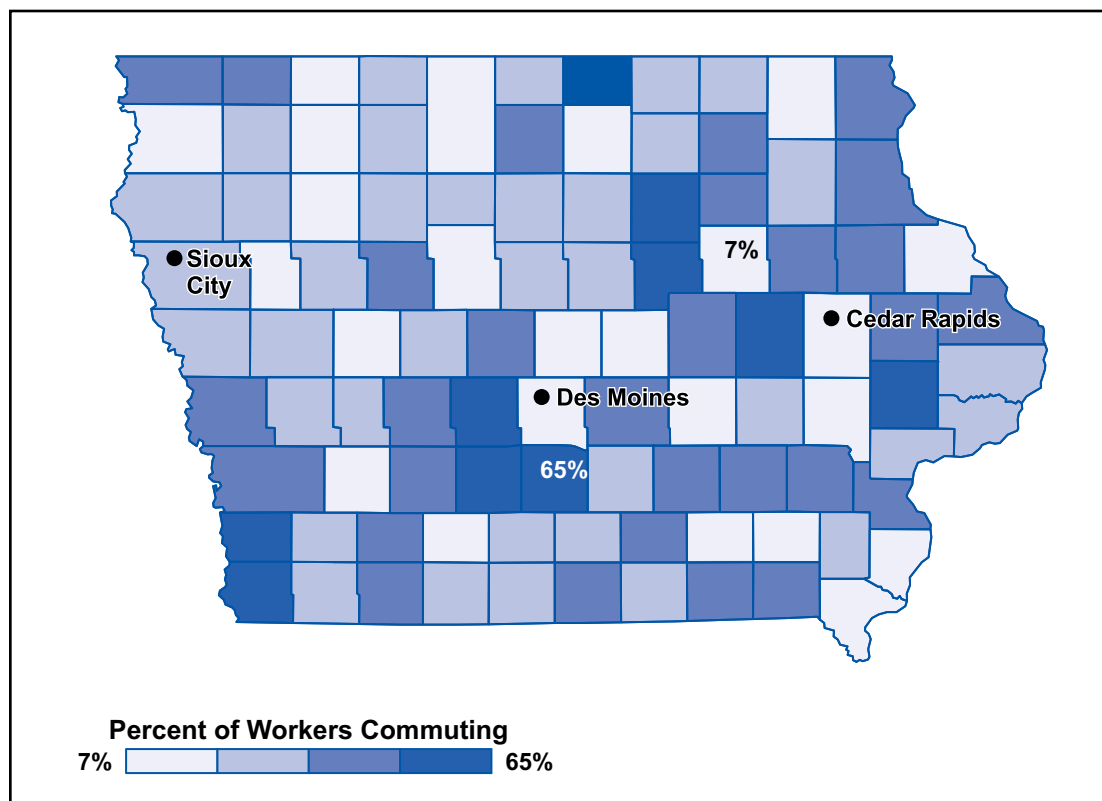 7%
Sioux
City
Cedar Rapids
Des Moines
65%
Percent of Workers Commuting
7%
65%